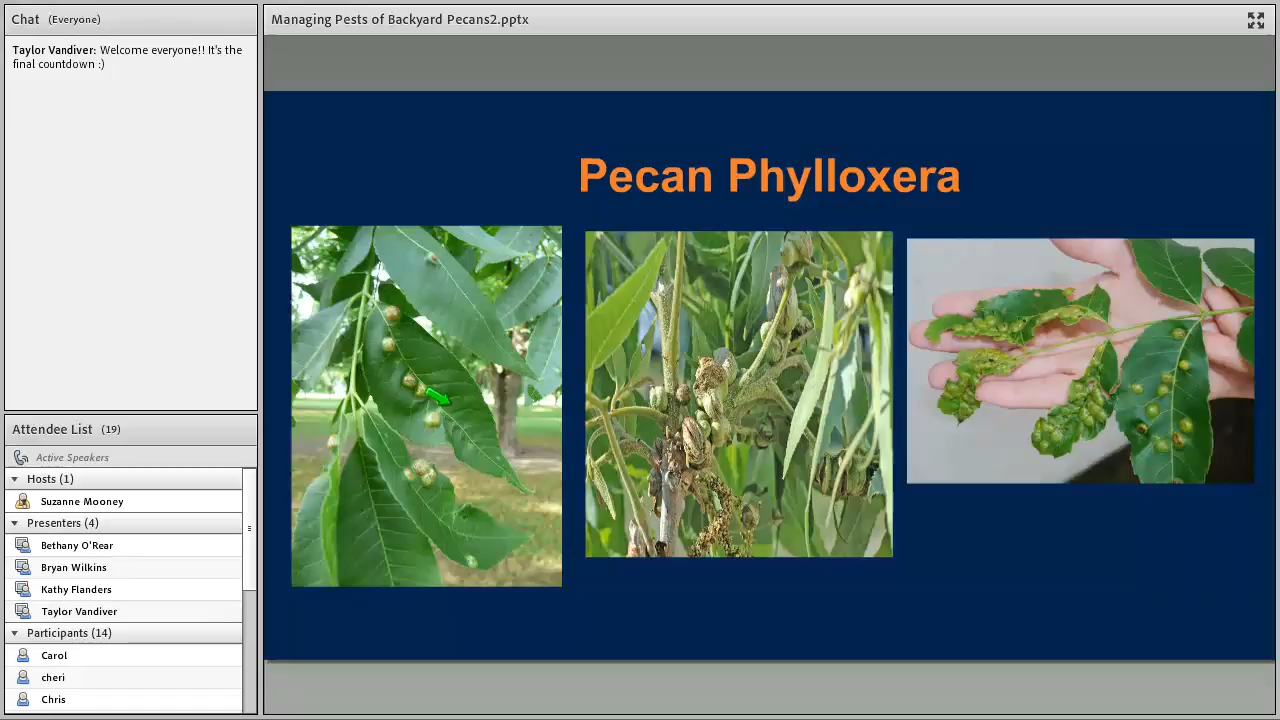 Chat (Everyone)
Taylor Vandiver: Welcome everyone!! It's the
final countdown :)
Attendee List (19)
Active Speakers
Hosts (1)
Suzanne Mooney
Presenters (4)
Bethany O'Rear
Bryan Wilkins
Kathy Flanders
Taylor Vandiver
Participants (14)
Carol
cheri
Chris
Managing Pests of Backyard Pecans2.pptx
Pecan Phylloxera